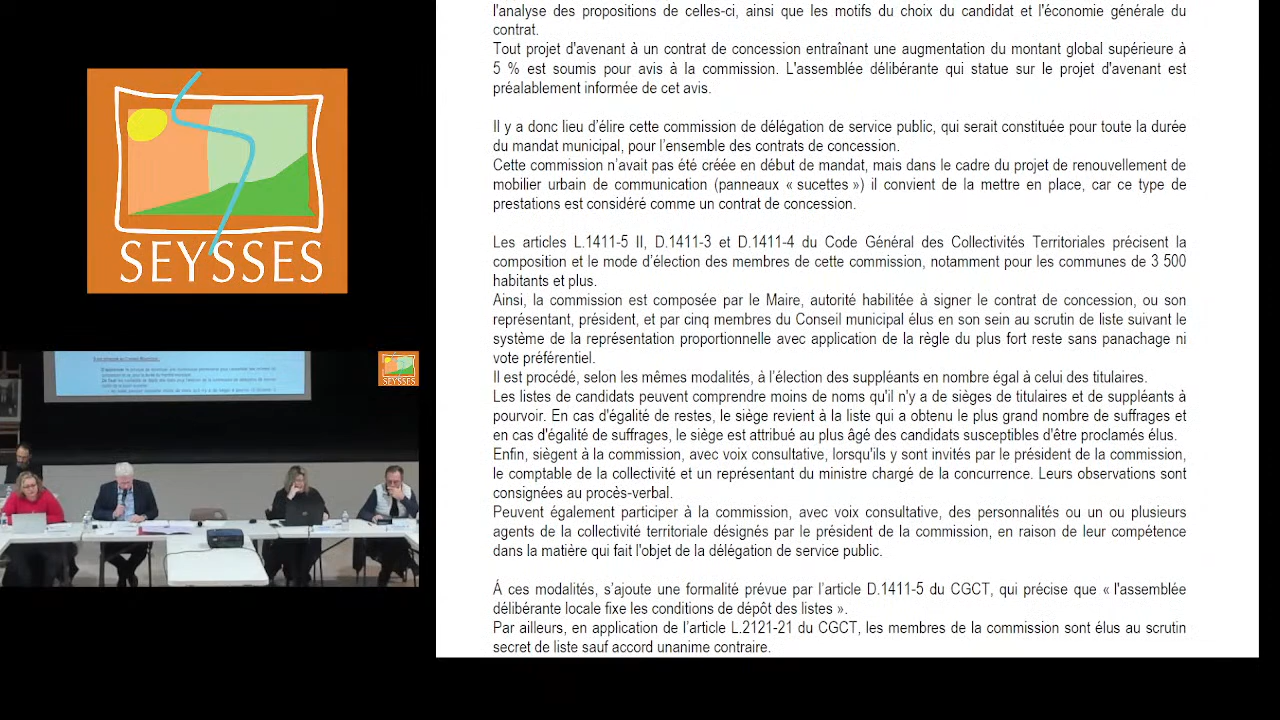 l'analyse des propositions de celles-ci, ainsi que les motifs du choix du candidat et l'économie générale du
contrat.
Tout projet d'avenant à un contrat de concession entraînant une augmentation du montant global supérieure à
5 % est soumis pour avis à la commission. L'assemblée délibérante qui statue sur le projet d'avenant est
préalablement informée de cet avis.
Il y a donc lieu d'élire cette commission de délégation de service public, qui serait constituée pour toute la durée
du mandat municipal, pour l'ensemble des contrats de concession.
Cette commission n'avait pas été créée en début de mandat, mais dans le cadre du projet de renouvellement de
mobilier urbain de communication (panneaux « sucettes ») il convient de la mettre en place, car ce type de
prestations est considéré comme un contrat de concession.
Les articles L.1411-5 II, D.1411-3 et D.1411-4 du Code Général des Collectivités Territoriales précisent la
composition et le mode d'élection des membres de cette commission, notamment pour les communes de 3 500
habitants et plus.
Ainsi, la commission est composée par le Maire, autorité habilitée à signer le contrat de concession, ou son
représentant, président, et par cinq membres du Conseil municipal élus en son sein au scrutin de liste suivant le
système de la représentation proportionnelle avec application de la règle du plus fort reste sans panachage ni
vote préférentiel.
Il est procédé, selon les mêmes modalités, à l'élection des suppléants en nombre égal à celui des titulaires.
Les listes de candidats peuvent comprendre moins de noms qu'il n'y a de sièges de titulaires et de suppléants à
pourvoir. En cas d'égalité de restes, le siège revient à la liste qui a obtenu le plus grand nombre de suffrages et
en cas d'égalité de suffrages, le siège est attribué au plus âgé des candidats susceptibles d'être proclamés élus.
Enfin, siègent à la commission, avec voix consultative, lorsqu'ils y sont invités par le président de la commission,
le comptable de la collectivité et un représentant du ministre chargé de la concurrence. Leurs observations sont
consignées au procès-verbal.
Peuvent également participer à la commission, avec voix consultative, des personnalités ou un ou plusieurs
agents de la collectivité territoriale désignés par le président de la commission, en raison de leur compétence
dans la matière qui fait l'objet de la délégation de service public.
Á ces modalités, s'ajoute une formalité prévue par l'article D.1411-5 du CGCT, qui précise que « l'assemblée
délibérante locale fixe les conditions de dépôt des listes ».
Par ailleurs, en application de l'article L.2121-21 du CGCT, les membres de la commission sont élus au scrutin
secret de liste sauf accord unanime contraire.
SEYSSES
SEYSSES